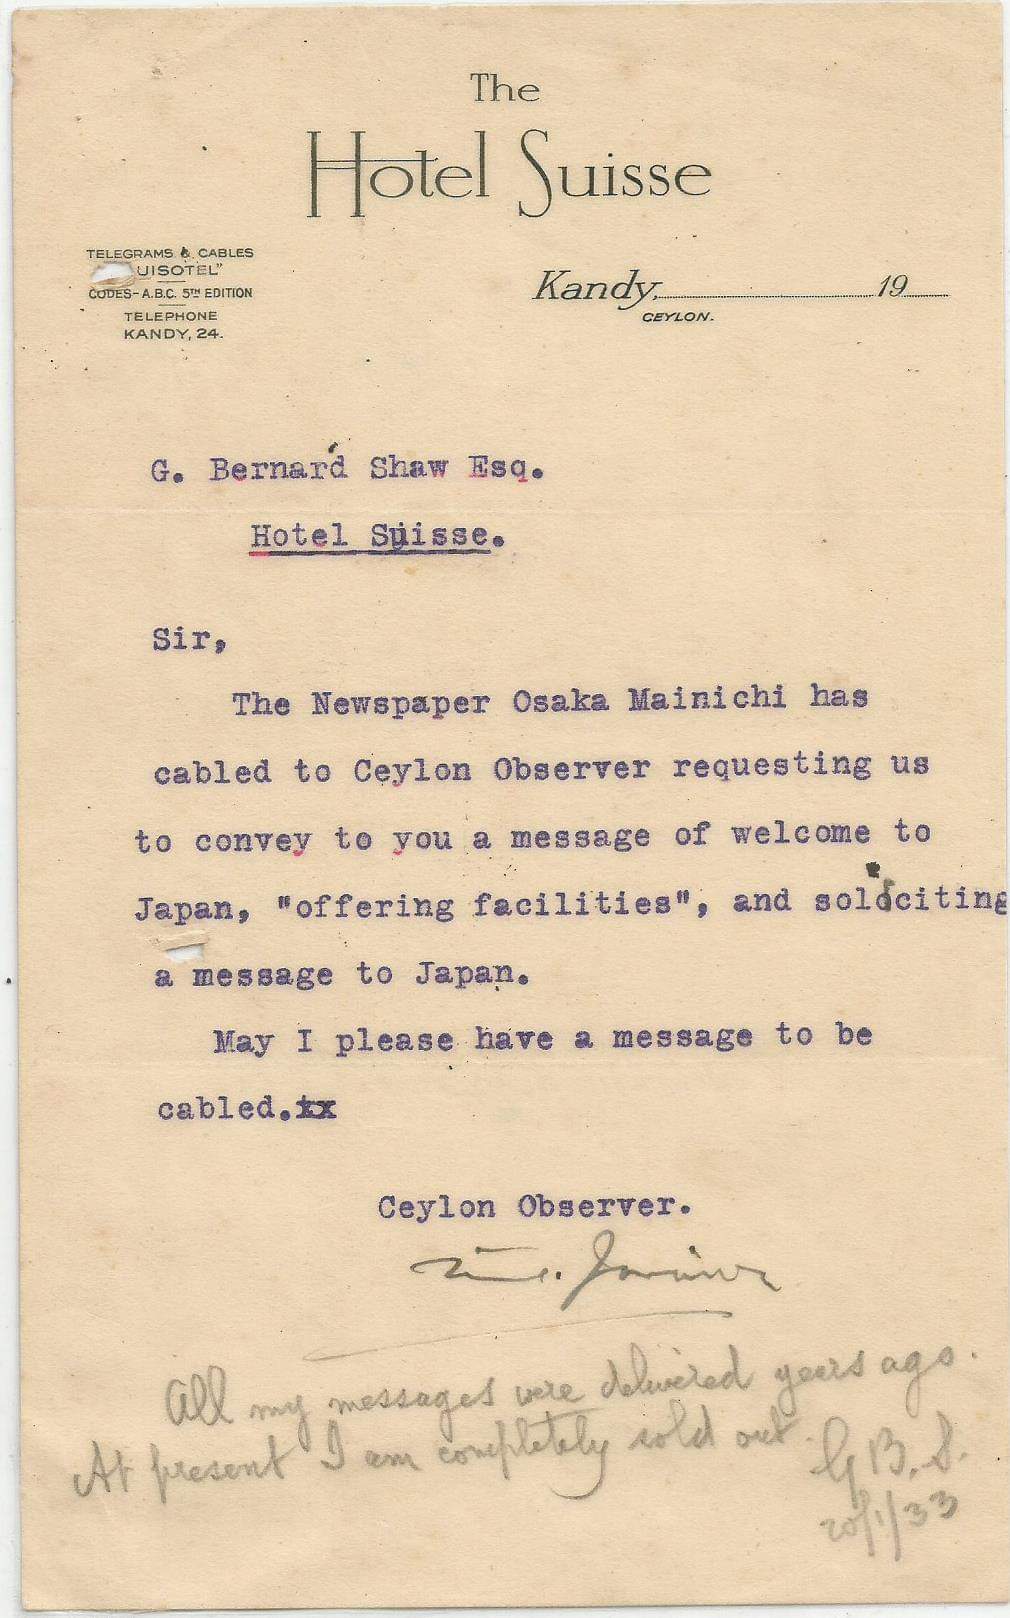 The
Hotel Suisse
TELEGRAMS & CABLES
UISOTEL"
CODES-A.B.C. 5TH EDITION
TELEPHONE
KANDY, 24.
Kandy, 19
CEYLON.
G. Bernard Shaw Esq.
Hotel Suisse.
Sir,
The Newspaper Osaka Mainichi has
cabled to Ceylon Observer requesting us
to convey to you a message of welcome to
Japan, "offering facilities", and soliciting
a message to Japan.
May I please have a message to be
cabled.xx
Ceylon Observer.
All my messages were delivered years ago.
At present I am completely sold out.
G.B.S.
20/1/33